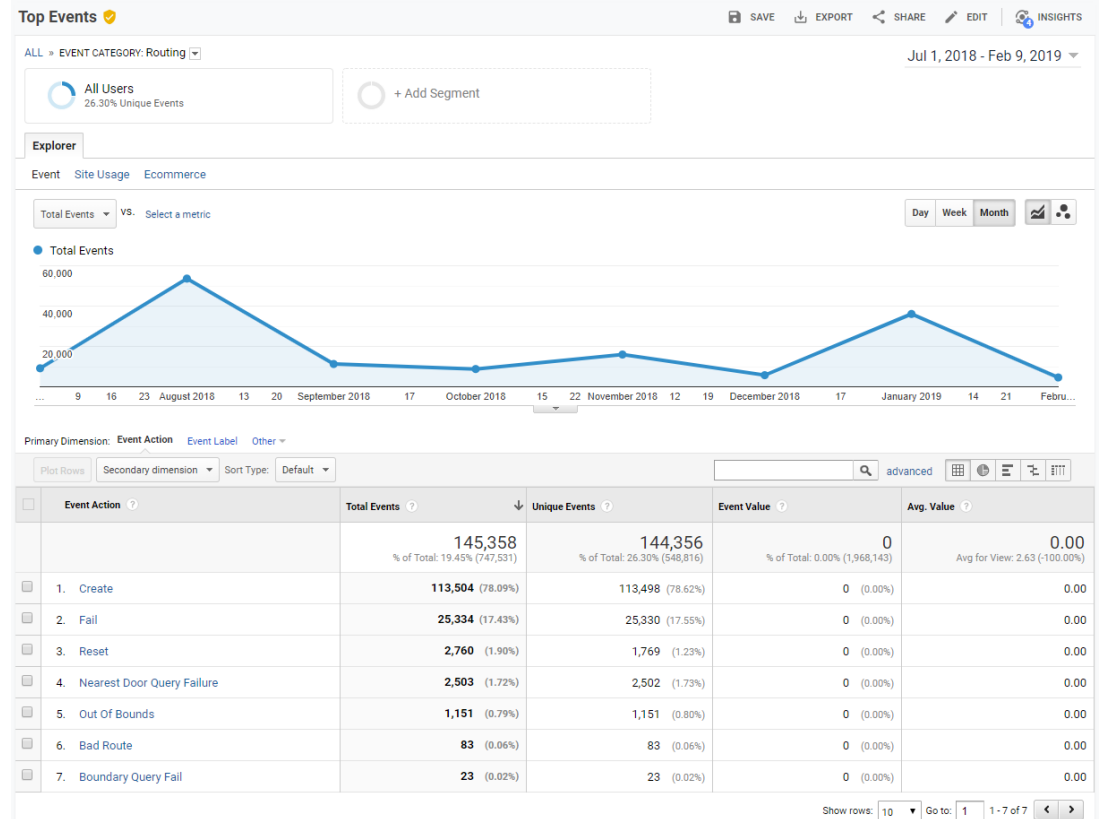 Top Events
SAVE EXPORT SHARE EDIT 4 INSIGHTS
ALL » EVENT CATEGORY: Routing
Jul 1, 2018 - Feb 9, 2019
All Users
26.30% Unique Events
+ Add Segment
Explorer
Event Site Usage Ecommerce
Total Events VS. Select a metric
Day Week Month
Total Events
60,000
40,000
20,000
... 9 16 23 August 2018 13 20 September 2018 17 October 2018 15 22 November 2018 12 19 December 2018 17 January 2019 14 21 Febru...
Primary Dimension: Event Action Event Label Other
Plot Rows Secondary dimension Sort Type: Default advanced
Event Action ? Total Events ? Unique Events ? Event Value ? Avg. Value ?
145,358 144,356 0 0.00
% of Total: 19.45% (747,531) % of Total: 26.30% (548,816) % of Total: 0.00% (1,968,143) Avg for View: 2.63 (-100.00%)
1. Create 113,504 (78.09%) 113,498 (78.62%) 0 (0.00%) 0.00
2. Fail 25,334 (17.43%) 25,330 (17.55%) 0 (0.00%) 0.00
3. Reset 2,760 (1.90%) 1,769 (1.23%) 0 (0.00%) 0.00
4. Nearest Door Query Failure 2,503 (1.72%) 2,502 (1.73%) 0 (0.00%) 0.00
5. Out Of Bounds 1,151 (0.79%) 1,151 (0.80%) 0 (0.00%) 0.00
6. Bad Route 83 (0.06%) 83 (0.06%) 0 (0.00%) 0.00
7. Boundary Query Fail 23 (0.02%) 23 (0.02%) 0 (0.00%) 0.00
Show rows: 10 Go to: 1 1 - 7 of 7